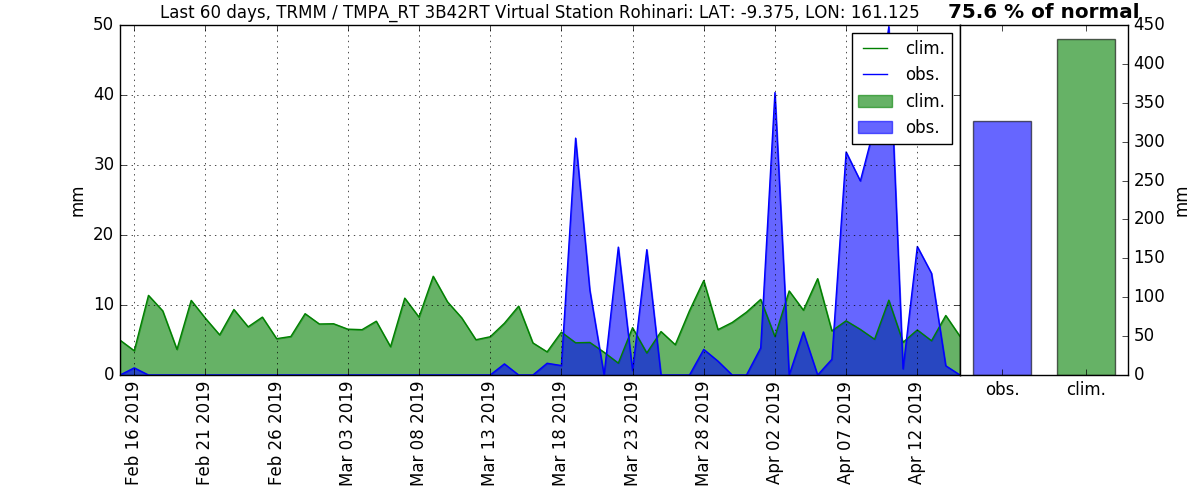 Last 60 days, TRMM / TMPA_RT 3B42RT Virtual Station Rohinari: LAT: -9.375, LON: 161.125
75.6 % of normal
50
40
30
20
10
0
mm
clim.
obs.
clim.
obs.
450
400
350
300
250
200
150
100
50
0
mm
Feb 16 2019
Feb 21 2019
Feb 26 2019
Mar 03 2019
Mar 08 2019
Mar 13 2019
Mar 18 2019
Mar 23 2019
Mar 28 2019
Apr 02 2019
Apr 07 2019
Apr 12 2019
obs.
clim.